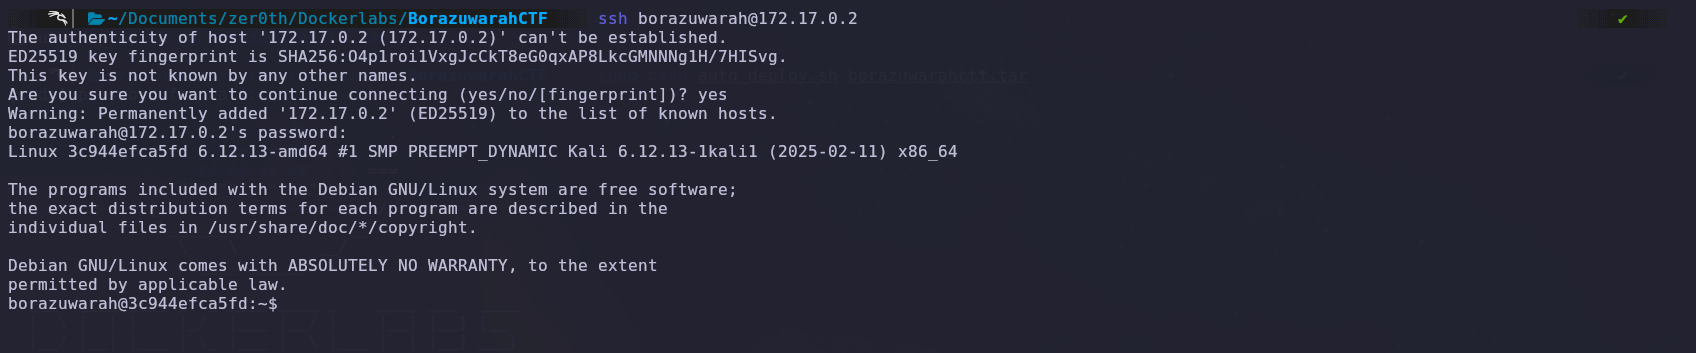 ~/Documents/zer0th/Dockerlabs/BorazuwarahCTF ssh borazuwarah@172.17.0.2 ✔
The authenticity of host '172.17.0.2 (172.17.0.2)' can't be established.
ED25519 key fingerprint is SHA256:O4p1roi1VxgJcCkT8eG0qxAP8LkcGMNNNg1H/7HISvg.
This key is not known by any other names.
auto_deploy.sh borazuwarahctf.tar
Are you sure you want to continue connecting (yes/no/[fingerprint])? yes
Warning: Permanently added '172.17.0.2' (ED25519) to the list of known hosts.
borazuwarah@172.17.0.2's password:
Linux 3c944efca5fd 6.12.13-amd64 #1 SMP PREEMPT_DYNAMIC Kali 6.12.13-1kali1 (2025-02-11) x86_64
The programs included with the Debian GNU/Linux system are free software;
the exact distribution terms for each program are described in the
individual files in /usr/share/doc/*/copyright.
Debian GNU/Linux comes with ABSOLUTELY NO WARRANTY, to the extent
permitted by applicable law.
borazuwarah@3c944efca5fd:~$
DOCKERLABS